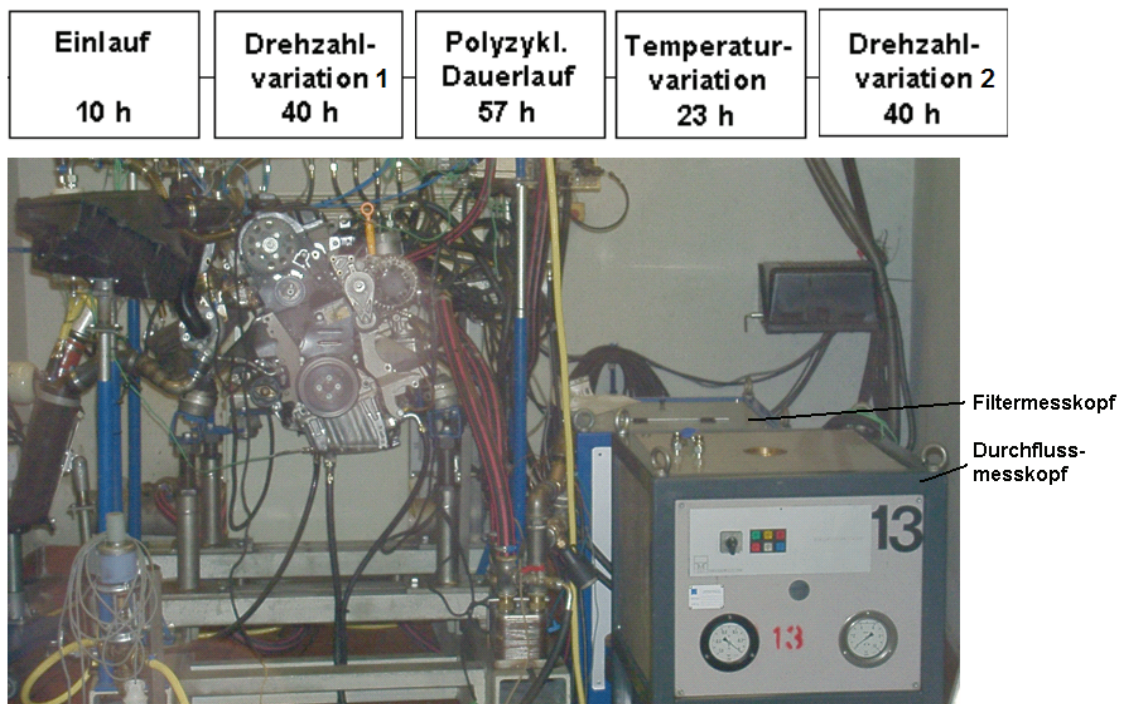 Einlauf
10 h
Drehzahl-
variation 1
40 h
Polyzykl.
Dauerlauf
57 h
Temperatur-
variation
23 h
Drehzahl-
variation 2
40 h
Filtermesskopf
Durchfluss-
messkopf
13
13